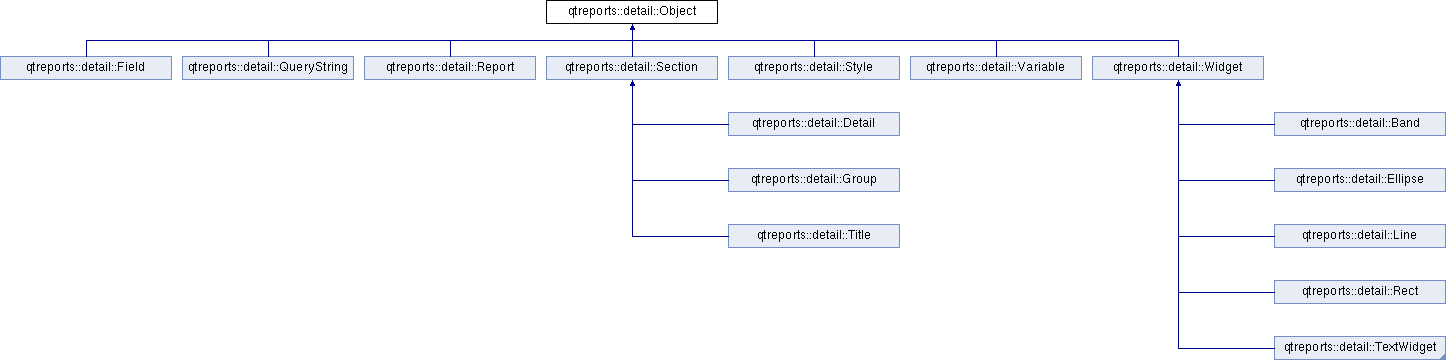 qtreports::detail::Object
qtreports::detail::Field
qtreports::detail::QueryString
qtreports::detail::Report
qtreports::detail::Section
qtreports::detail::Style
qtreports::detail::Variable
qtreports::detail::Widget
qtreports::detail::Detail
qtreports::detail::Band
qtreports::detail::Group
qtreports::detail::Ellipse
qtreports::detail::Title
qtreports::detail::Line
qtreports::detail::Rect
qtreports::detail::TextWidget